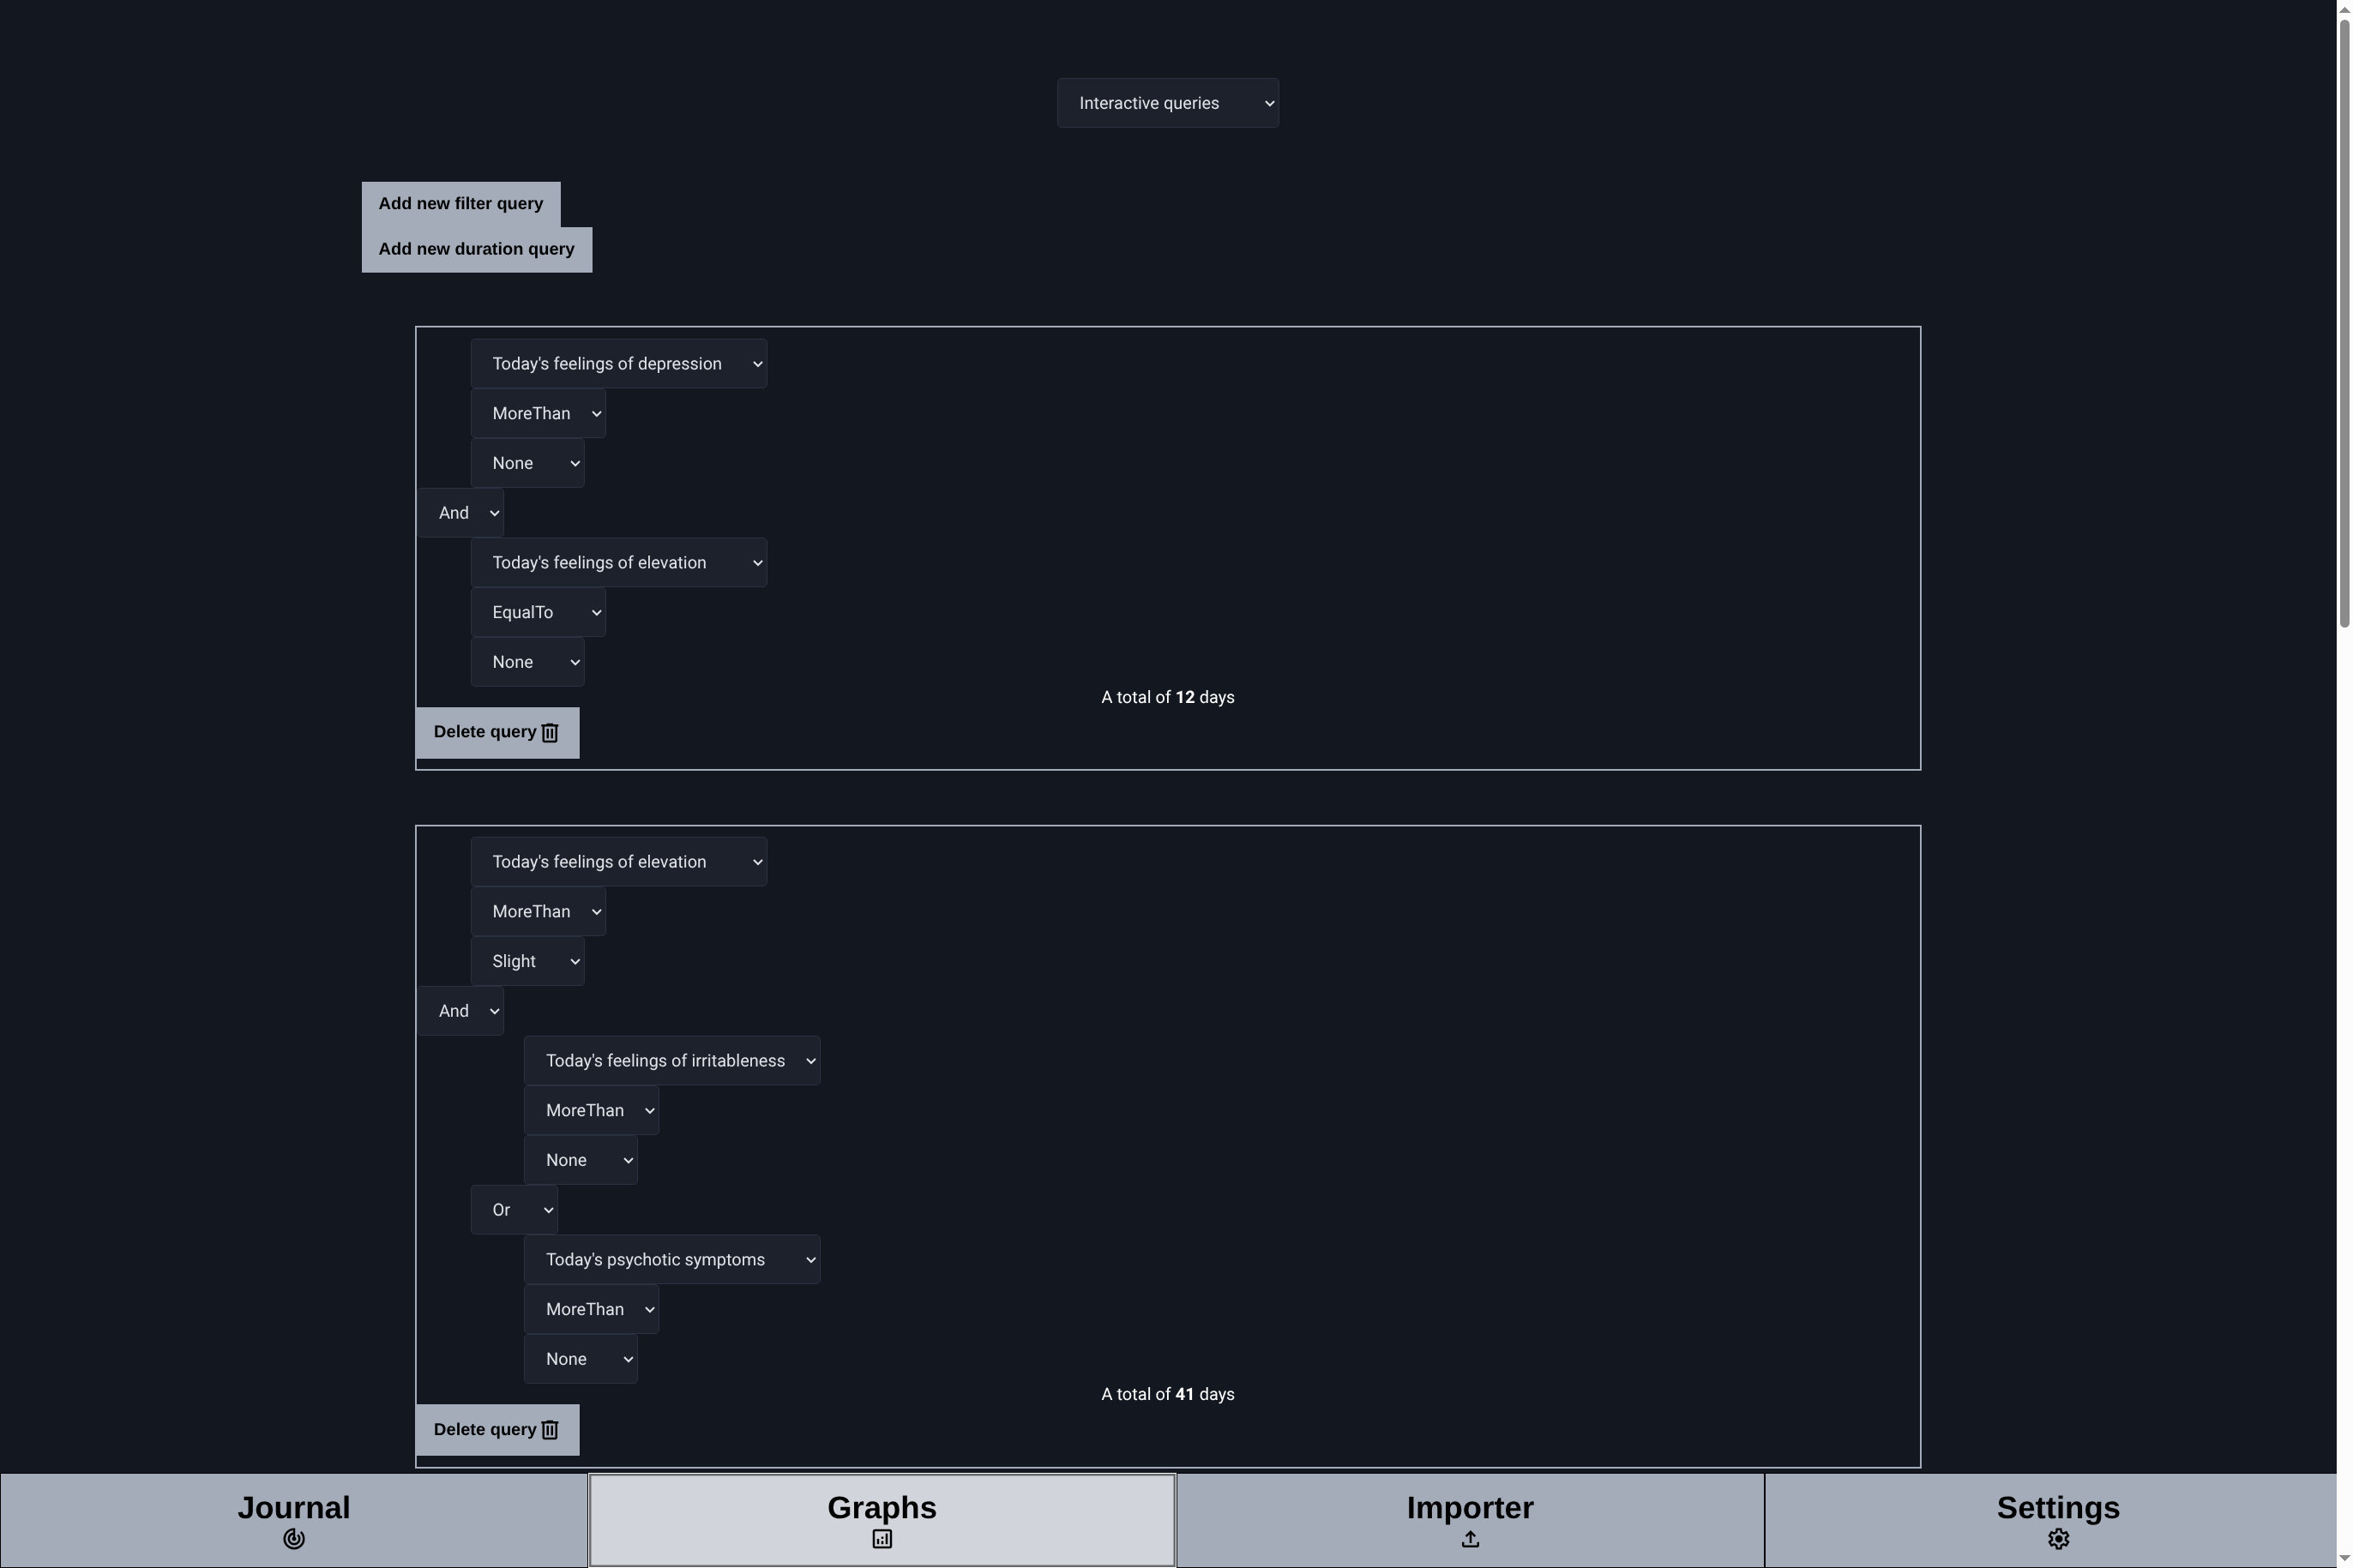 Interactive queries
Add new filter query
Add new duration query
Today's feelings of depression
MoreThan
None
And
Today's feelings of elevation
EqualTo
None
A total of 12 days
Delete query
Today's feelings of elevation
MoreThan
Slight
And
Today's feelings of irritableness
MoreThan
None
Or
Today's psychotic symptoms
MoreThan
None
A total of 41 days
Delete query
Journal
Graphs
Importer
Settings